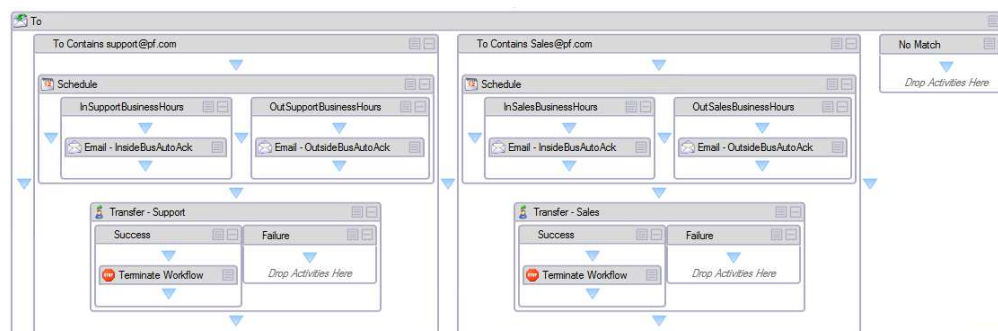 To
To Contains support@pf.com
To Contains Sales@pf.com
No Match
Drop Activities Here
Schedule
Schedule
InSupportBusinessHours
OutSupportBusinessHours
InSalesBusinessHours
OutSalesBusinessHours
Email - InsideBusAutoAck
Email - OutsideBusAutoAck
Email - InsideBusAutoAck
Email - OutsideBusAutoAck
Transfer - Support
Transfer - Sales
Success
Failure
Success
Failure
Terminate Workflow
Drop Activities Here
Terminate Workflow
Drop Activities Here